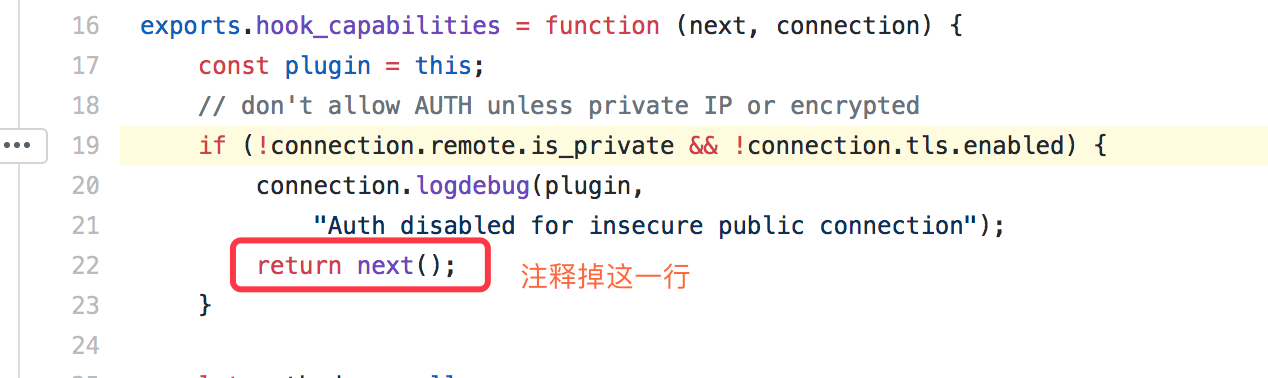 16 exports.hook_capabilities = function (next, connection) {
17 const plugin = this;
18 // don't allow AUTH unless private IP or encrypted
19 if (!connection.remote.is_private && !connection.tls.enabled) {
20 connection.logdebug(plugin,
21 "Auth disabled for insecure public connection");
22 return next(); 注释掉这一行
23 }
24